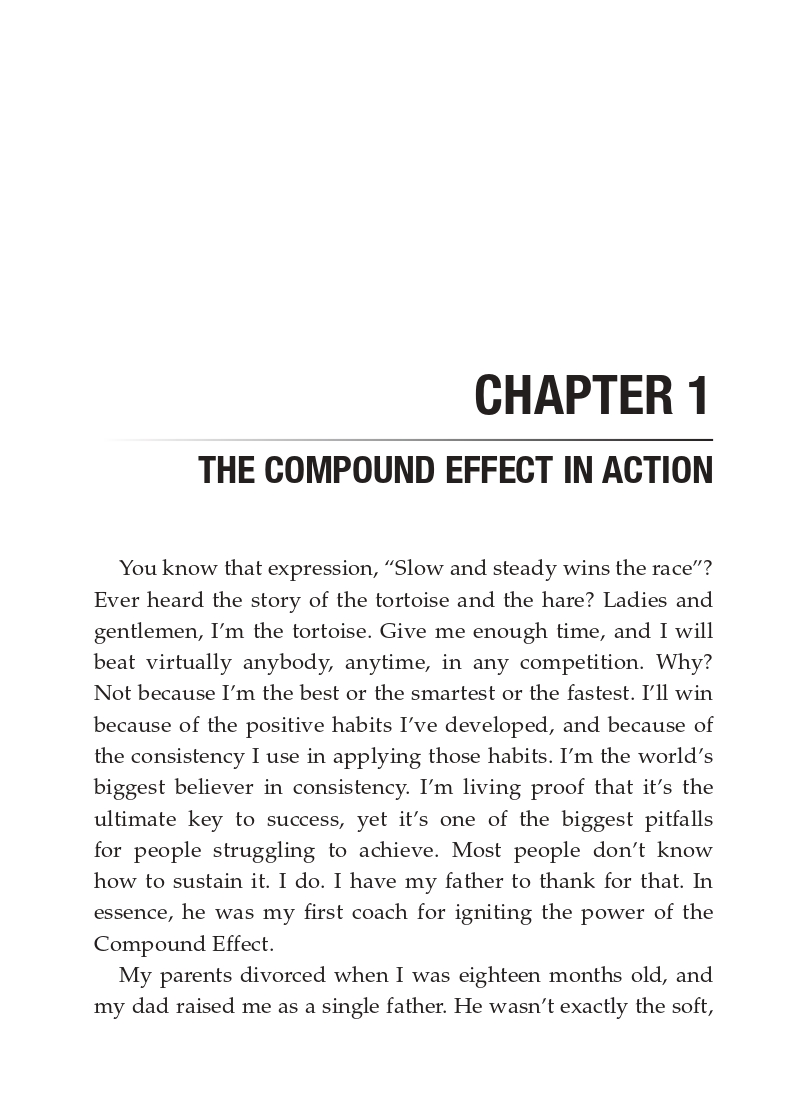 CHAPTER 1
THE COMPOUND EFFECT IN ACTION
You know that expression, “Slow and steady wins the race”?
Ever heard the story of the tortoise and the hare? Ladies and
gentlemen, I’m the tortoise. Give me enough time, and I will
beat virtually anybody, anytime, in any competition. Why?
Not because I’m the best or the smartest or the fastest. I’ll win
because of the positive habits I’ve developed, and because of
the consistency I use in applying those habits. I’m the world’s
biggest believer in consistency. I’m living proof that it’s the
ultimate key to success, yet it’s one of the biggest pitfalls
for people struggling to achieve. Most people don’t know
how to sustain it. I do. I have my father to thank for that. In
essence, he was my first coach for igniting the power of the
Compound Effect.
My parents divorced when I was eighteen months old, and
my dad raised me as a single father. He wasn’t exactly the soft,